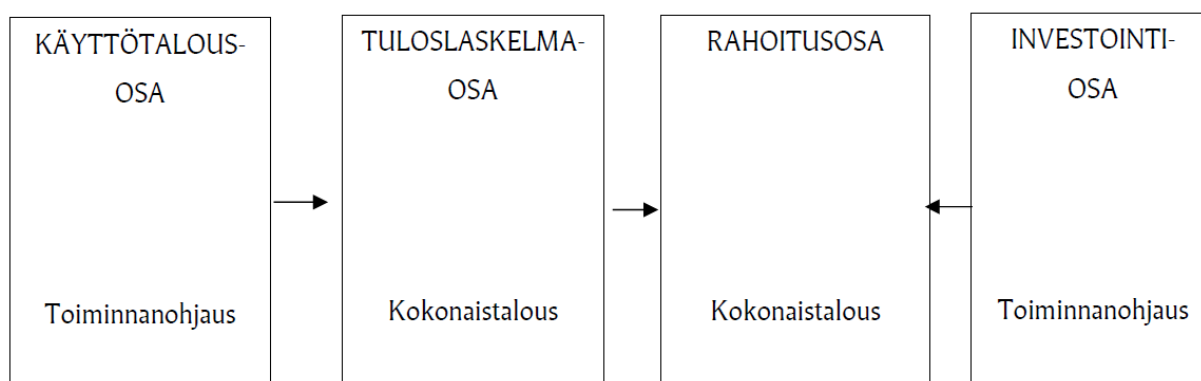 KÄYTTÖTALOUS-
OSA
Toiminnanohjaus
TULOSLASKELMA-
OSA
Kokonaistalous
RAHOITUSOSA
Kokonaistalous
INVESTOINTI-
OSA
Toiminnanohjaus